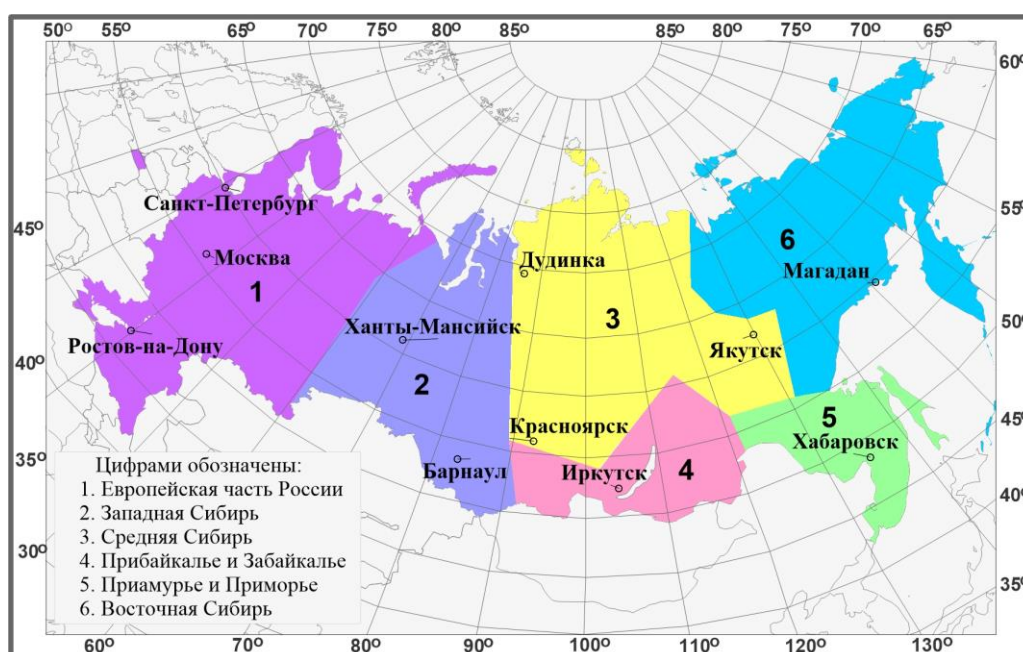 50° 55° 60° 65° 70° 75° 80° 85° 85° 80° 75° 70° 65°
60°
55°
50°
45°
40°
35°
45°
40°
35°
30°
Санкт-Петербург
Москва
1
Ростов-на-Дону
Ханты-Мансийск
2
Барнаул
Дудинка
3
Якутск
Красноярск
Иркутск
4
6
Магадан
5
Хабаровск
Цифрами обозначены:
1. Европейская часть России
2. Западная Сибирь
3. Средняя Сибирь
4. Прибайкалье и Забайкалье
5. Приамурье и Приморье
6. Восточная Сибирь
60° 70° 80° 90° 100° 110° 120° 130°